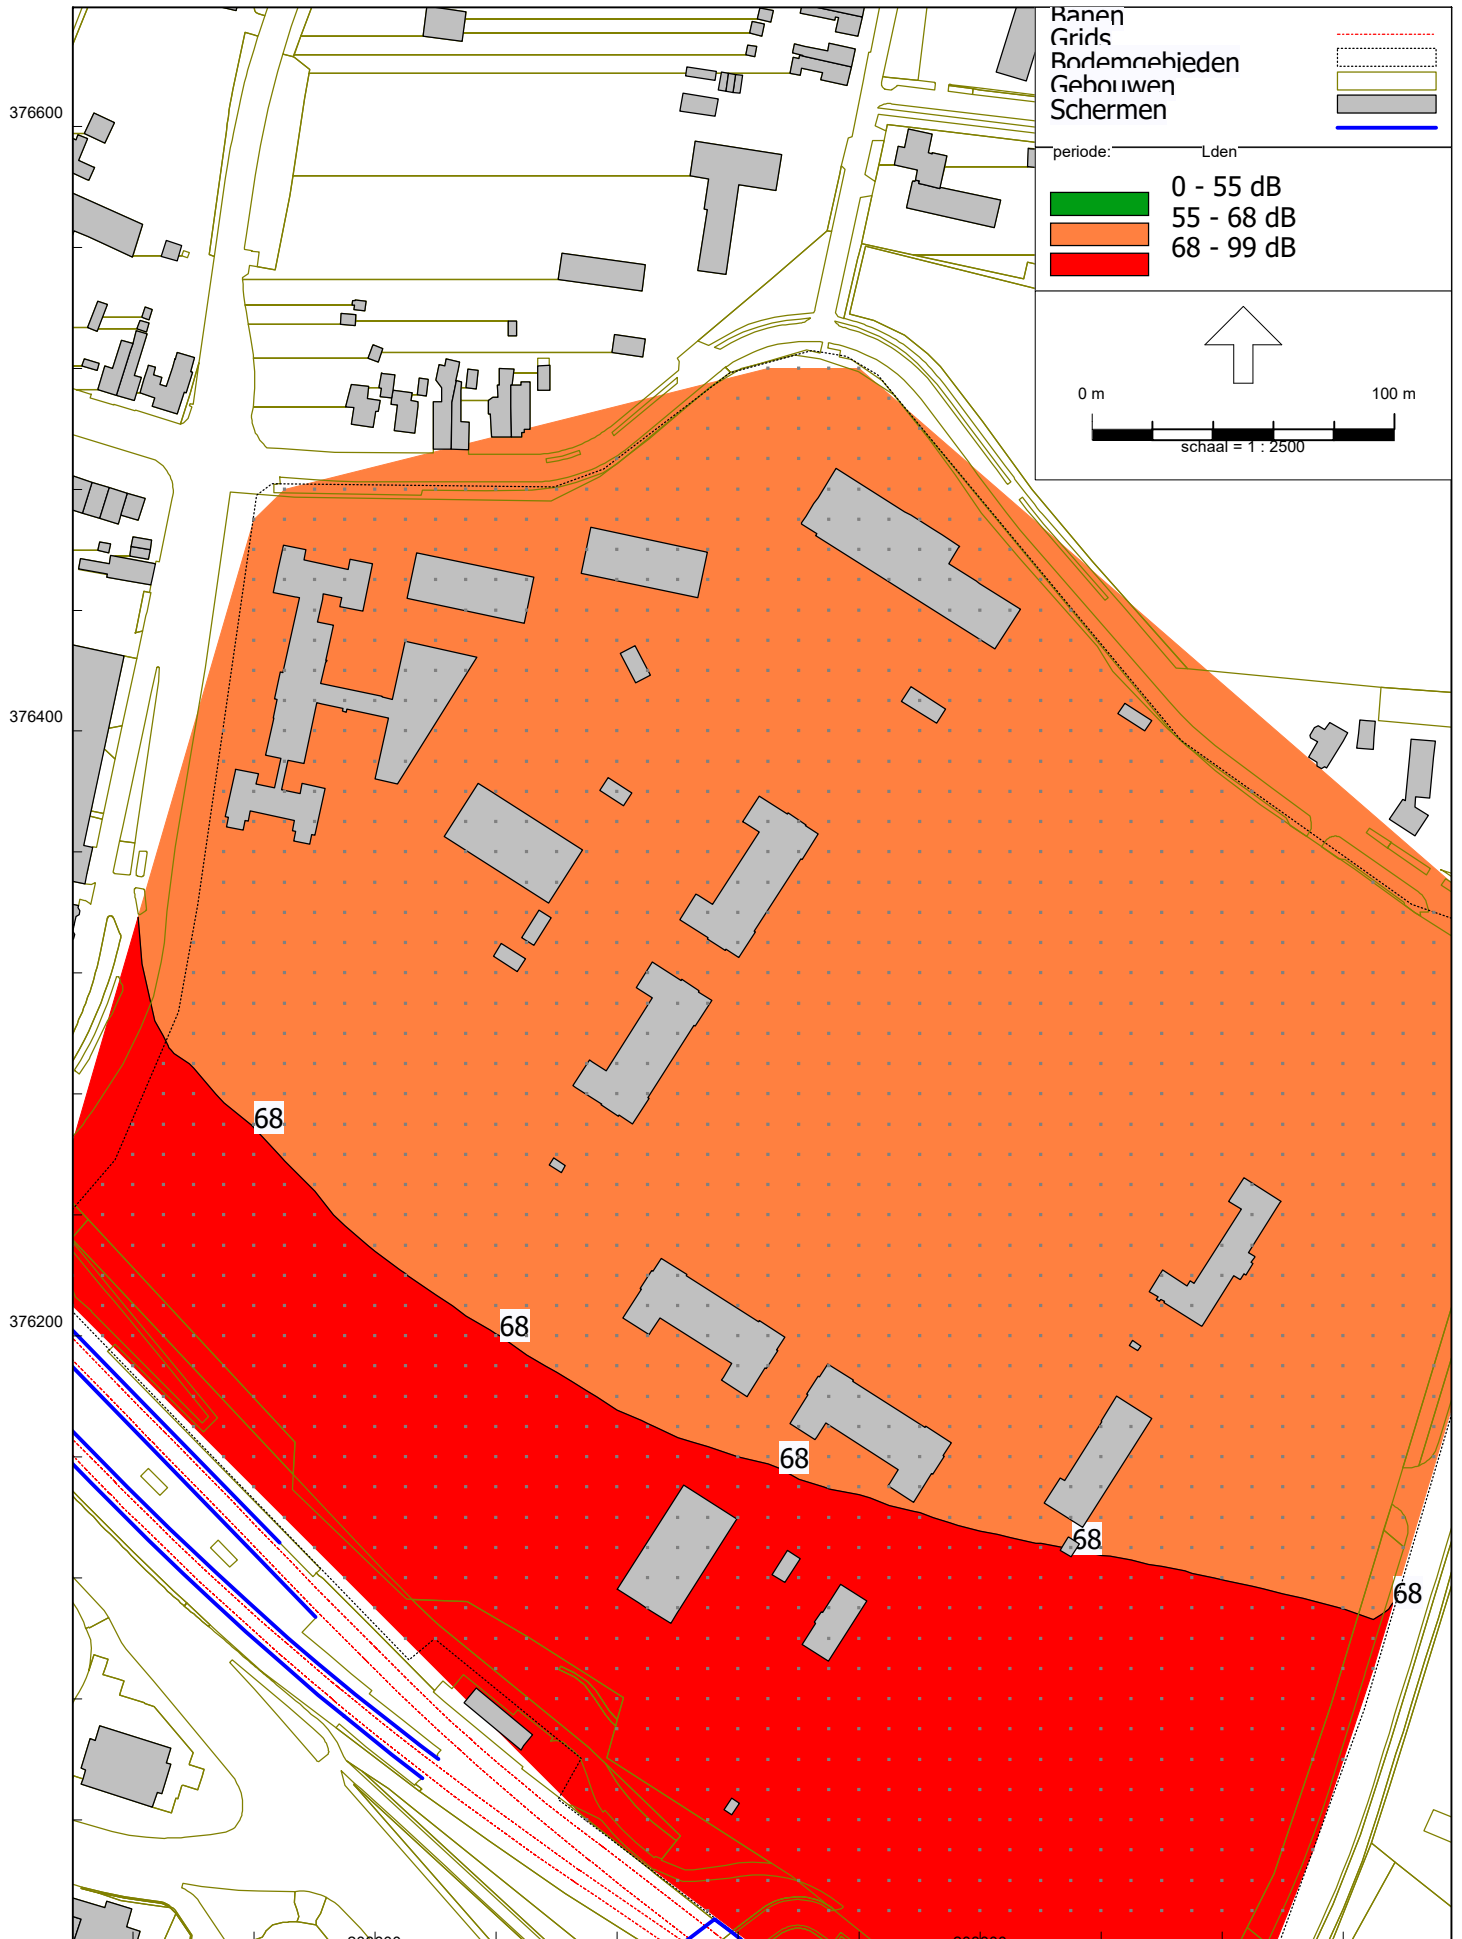 Banen
Grids
Bodemgebieden
Gebouwen
Schermen
periode: Lden
0 - 55 dB
55 - 68 dB
68 - 99 dB
0 m 100 m
schaal = 1 : 2500
376600
376400
68
376200
68
68
68
68